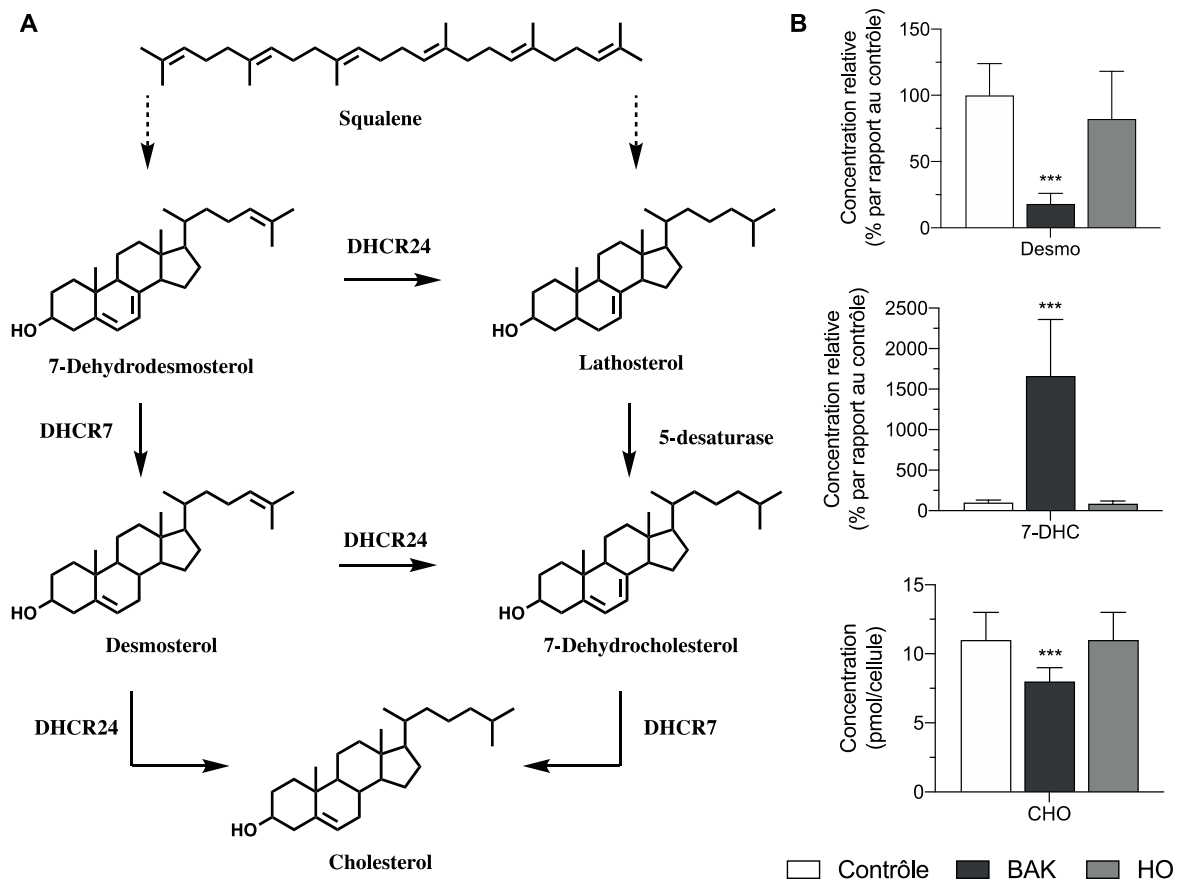 A
Squalene
HO
7-Dehydrodesmosterol
DHCR24
HO
Lathosterol
DHCR7
5-desaturase
HO
Desmosterol
DHCR24
HO
7-Dehydrocholesterol
DHCR24
DHCR7
HO
Cholesterol
B
Concentration relative
(% par rapport au contrôle)
150
100
50
0
***
Desmo
Concentration relative
(% par rapport au contrôle)
2500
2000
1500
1000
500
0
***
7-DHC
Concentration
(pmol/cellule)
15
10
5
0
***
CHO
Contrôle BAK HO